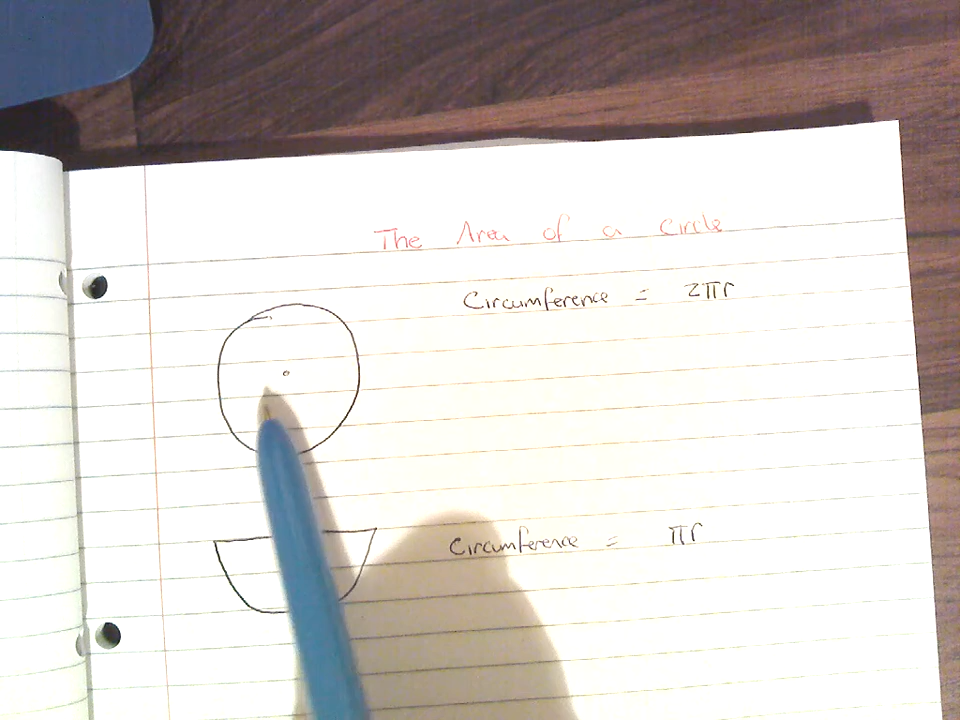 The Area of a Circle
Circumference = 2πr
Circumference = πr